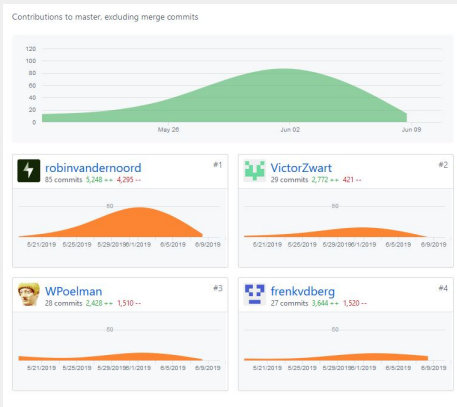 Contributions to master, excluding merge commits
120
100
80
60
40
20
0
May 26 Jun 02 Jun 09
robinvandernoord #1
85 commits 5,248 ++ 4,295 --
50
5/21/2019 5/25/2019 5/29/2019 6/1/2019 6/5/2019 6/9/2019
VictorZwart #2
29 commits 2,772 ++ 421 --
50
5/21/2019 5/25/2019 5/29/2019 6/1/2019 6/5/2019 6/9/2019
WPoelman #3
28 commits 2,428 ++ 1,510 --
50
5/21/2019 5/25/2019 5/29/2019 6/1/2019 6/5/2019 6/9/2019
frenkvdberg #4
27 commits 3,644 ++ 1,520 --
50
5/21/2019 5/25/2019 5/29/2019 6/1/2019 6/5/2019 6/9/2019